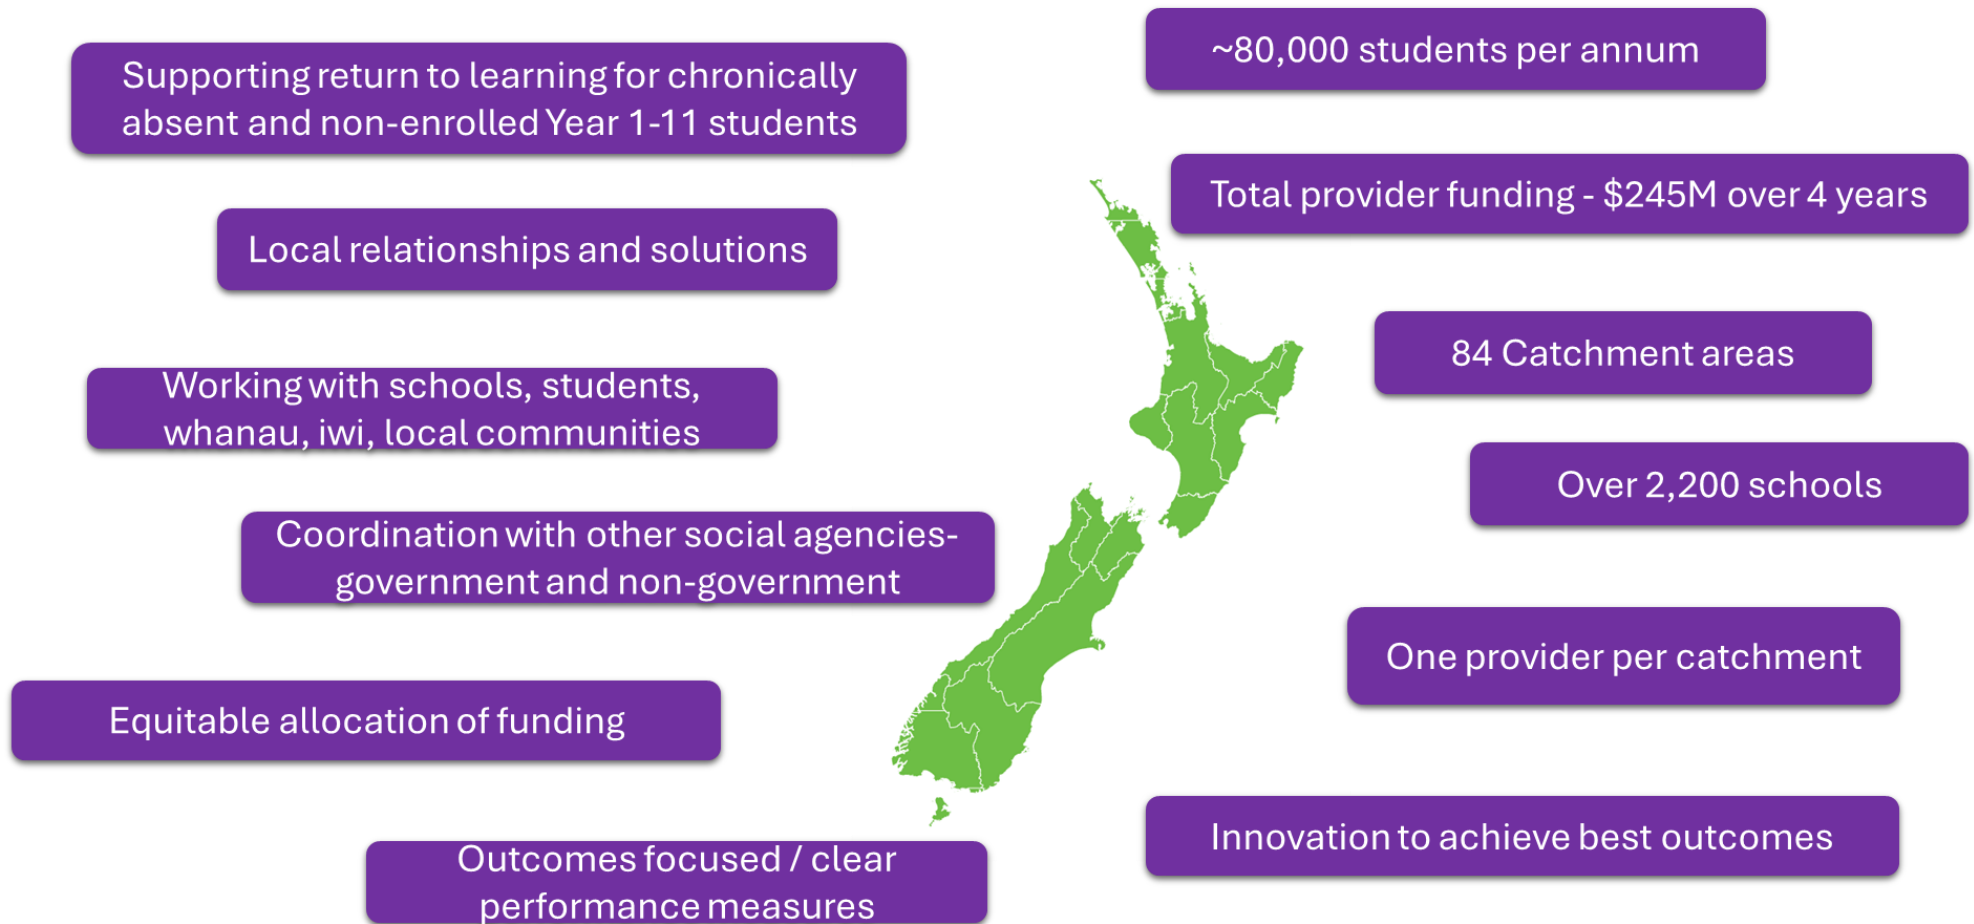 Supporting return to learning for chronically
absent and non-enrolled Year 1-11 students
Local relationships and solutions
Working with schools, students,
whanau, iwi, local communities
Coordination with other social agencies-
government and non-government
Equitable allocation of funding
Outcomes focused / clear
performance measures
~80,000 students per annum
Total provider funding - $245M over 4 years
84 Catchment areas
Over 2,200 schools
One provider per catchment
Innovation to achieve best outcomes